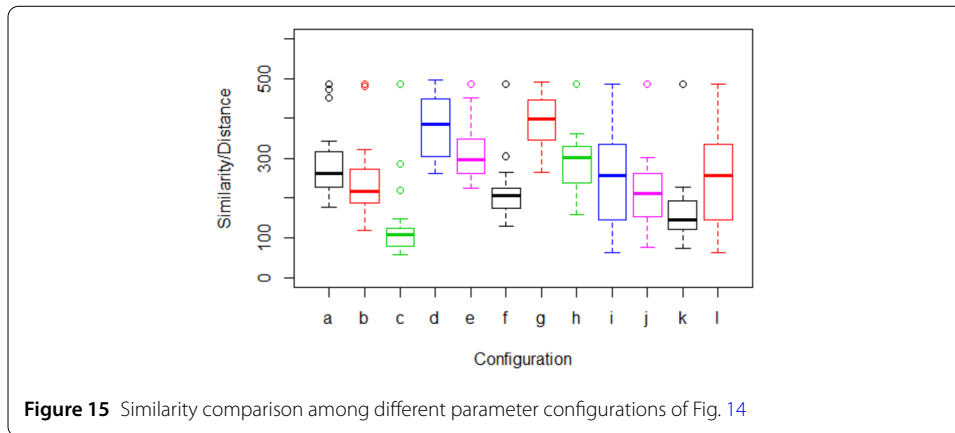 Similarity/Distance
500
300
100
0
a b c d e f g h i j k l
Configuration
Figure 15 Similarity comparison among different parameter configurations of Fig. 14